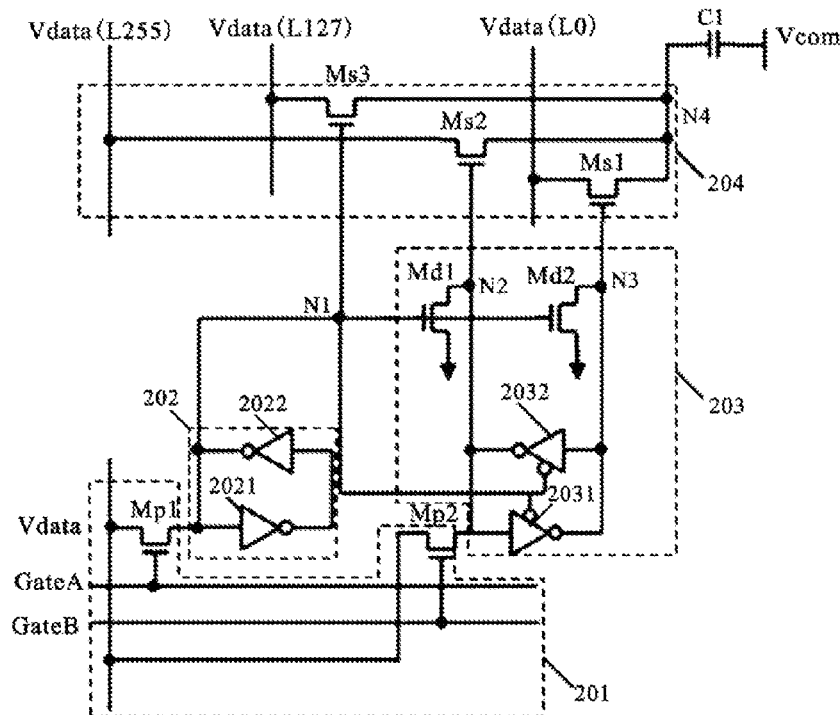 Vdata(L255)
Vdata(L127)
Vdata(L0)
C1
Vcom
Ms3
N4
Ms2
Ms1
204
Md1
N2
Md2
N3
N1
202
2022
2032
203
2021
2031
Vdata
Mp1
Mp2
GateA
GateB
201